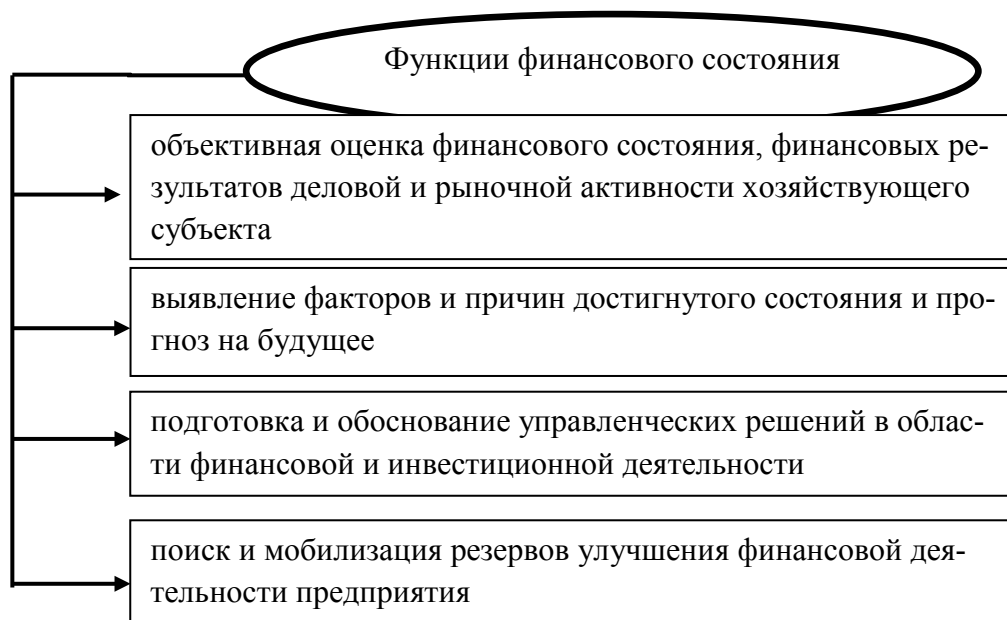 Функции финансового состояния
объективная оценка финансового состояния, финансовых ре-
зультатов деловой и рыночной активности хозяйствующего
субъекта
выявление факторов и причин достигнутого состояния и про-
гноз на будущее
подготовка и обоснование управленческих решений в облас-
ти финансовой и инвестиционной деятельности
поиск и мобилизация резервов улучшения финансовой дея-
тельности предприятия